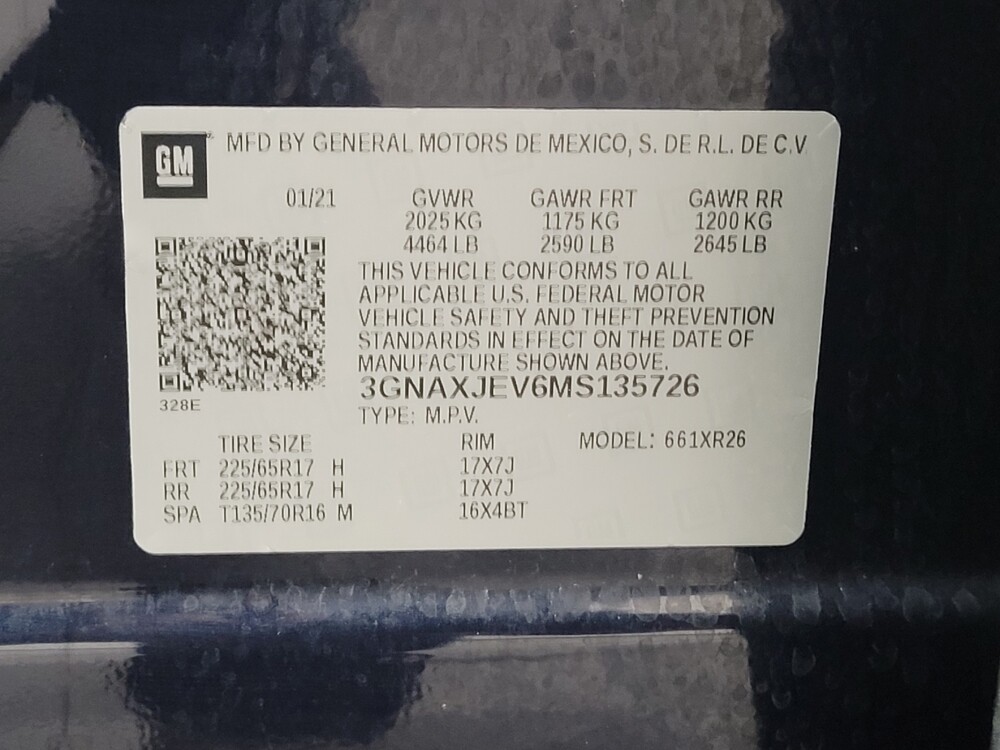 GM
MFD BY GENERAL MOTORS DE MEXICO, S. DE R.L. DE C.V.
01/21 GVWR GAWR FRT GAWR RR
2025 KG 1175 KG 1200 KG
4464 LB 2590 LB 2645 LB
THIS VEHICLE CONFORMS TO ALL
APPLICABLE U.S. FEDERAL MOTOR
VEHICLE SAFETY AND THEFT PREVENTION
STANDARDS IN EFFECT ON THE DATE OF
MANUFACTURE SHOWN ABOVE.
3GNAXJEV6MS135726
328E
TYPE: M.P.V.
TIRE SIZE RIM MODEL: 661XR26
FRT 225/65R17 H 17X7J
RR 225/65R17 H 17X7J
SPA T135/70R16 M 16X4BT